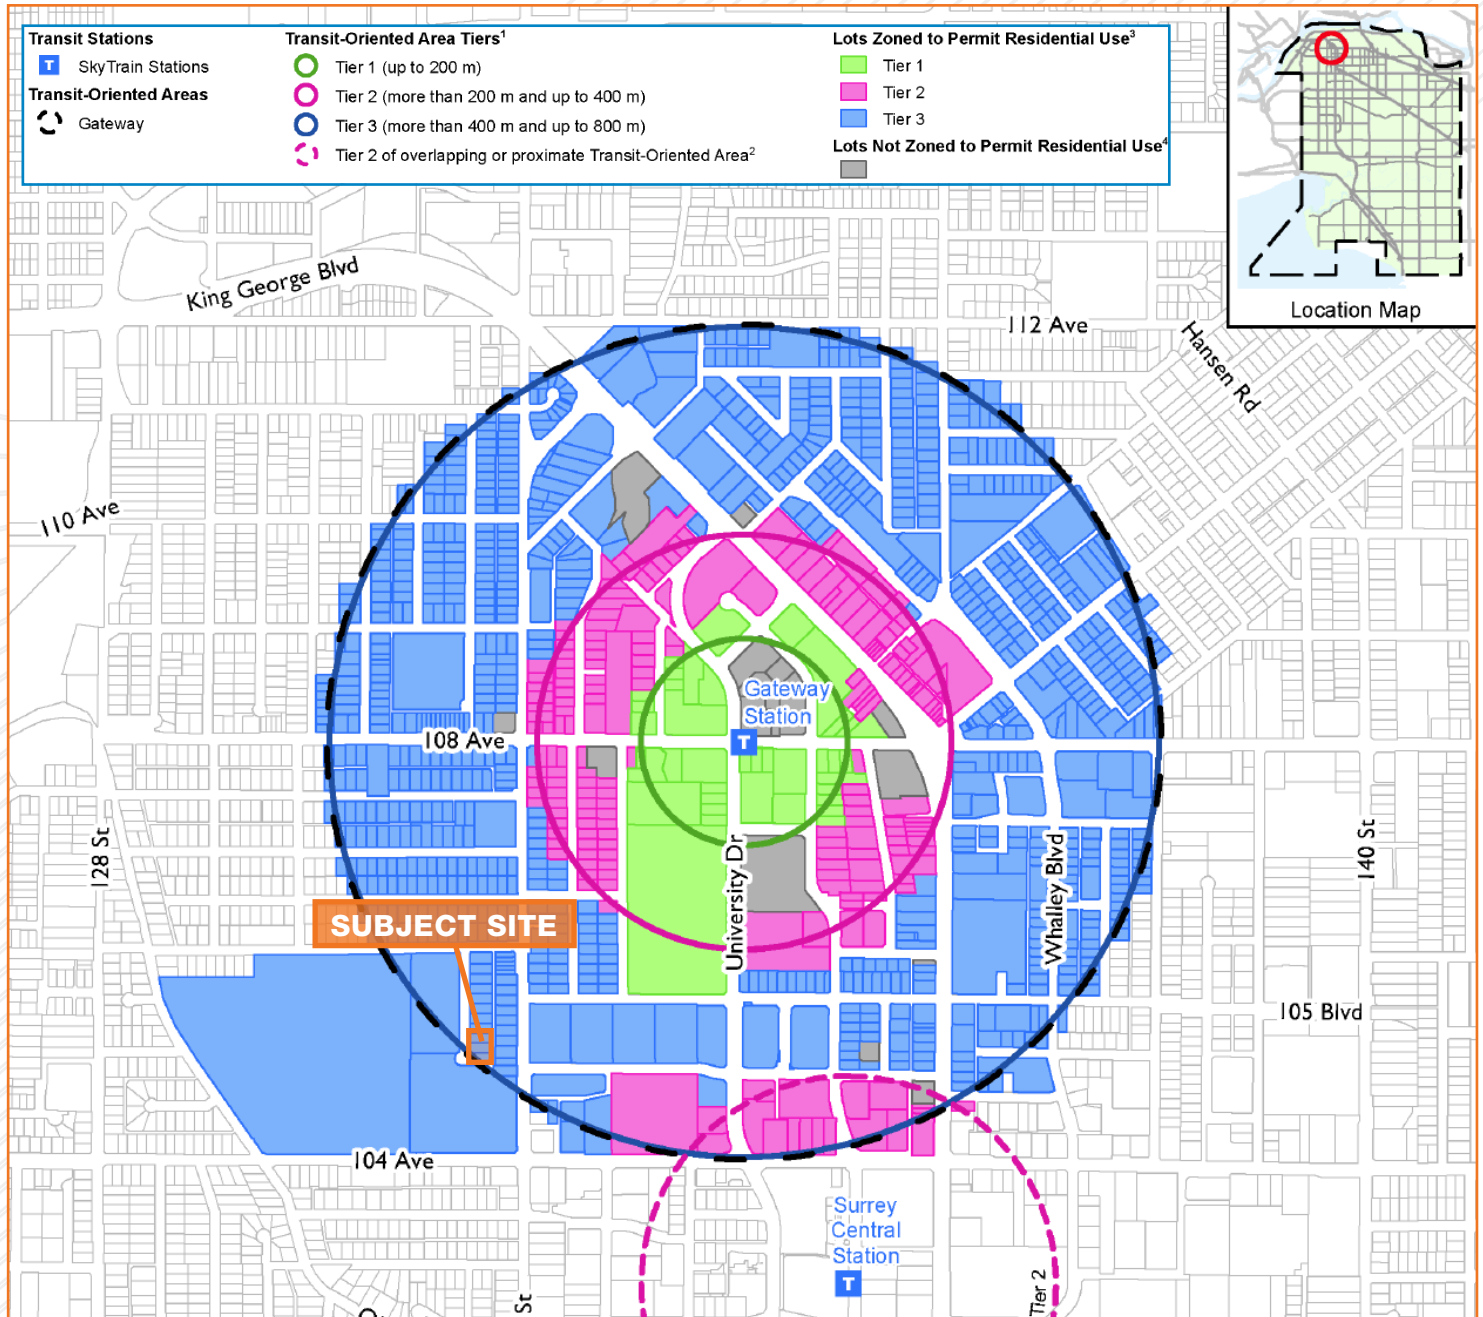 Transit Stations
T SkyTrain Stations
Transit-Oriented Areas
Gateway
Transit-Oriented Area Tiers¹
Tier 1 (up to 200 m)
Tier 2 (more than 200 m and up to 400 m)
Tier 3 (more than 400 m and up to 800 m)
Tier 2 of overlapping or proximate Transit-Oriented Area²
Lots Zoned to Permit Residential Use³
Tier 1
Tier 2
Tier 3
Lots Not Zoned to Permit Residential Use⁴
Location Map
King George Blvd
112 Ave
Hansen Rd
110 Ave
Gateway
Station
T
108 Ave
128 St
University Dr
Whalley Blvd
140 St
SUBJECT SITE
105 Blvd
104 Ave
Surrey
Central
Station
T
St
Tier 2